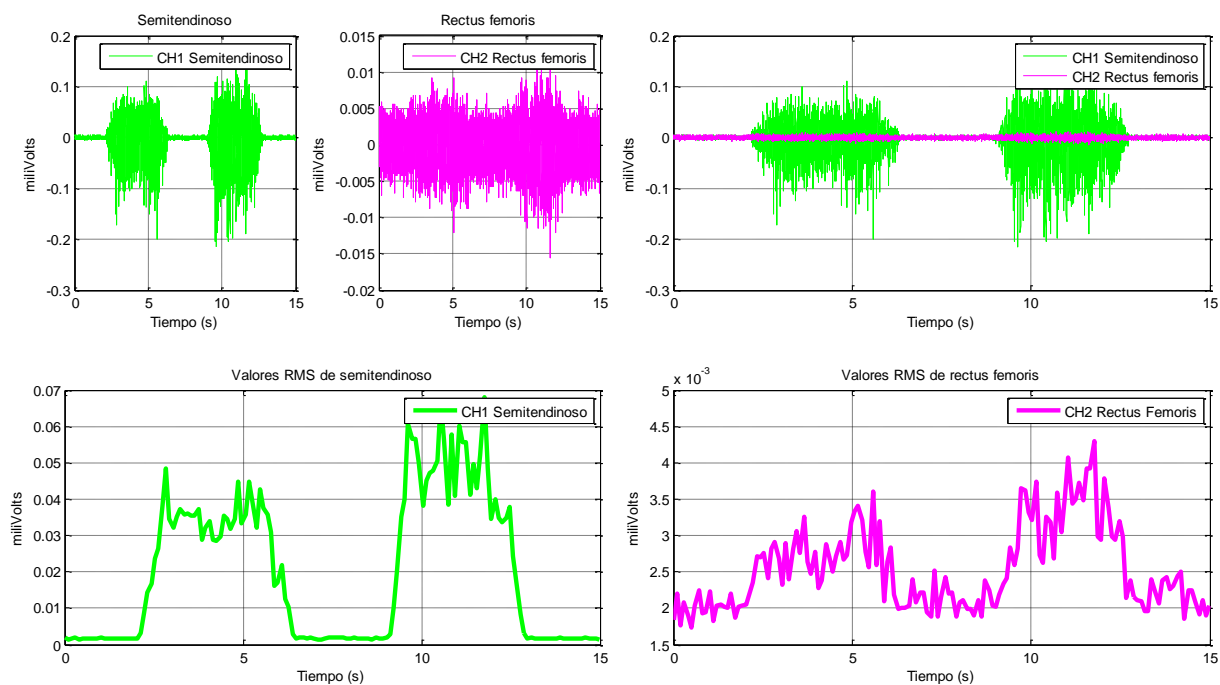 Semitendinoso
CH1 Semitendinoso
0.2
0.1
0
-0.1
-0.2
-0.3
miliVolts
0 5 10 15
Tiempo (s)
Rectus femoris
CH2 Rectus femoris
0.015
0.01
0.005
0
-0.005
-0.01
-0.015
-0.02
miliVolts
0 5 10 15
Tiempo (s)
CH1 Semitendinoso
CH2 Rectus femoris
0.2
0.1
0
-0.1
-0.2
-0.3
miliVolts
0 5 10 15
Tiempo (s)
Valores RMS de semitendinoso
CH1 Semitendinoso
0.07
0.06
0.05
0.04
0.03
0.02
0.01
0
miliVolts
0 5 10 15
Tiempo (s)
Valores RMS de rectus femoris
x 10⁻³
CH2 Rectus Femoris
5
4.5
4
3.5
3
2.5
2
1.5
miliVolts
0 5 10 15
Tiempo (s)